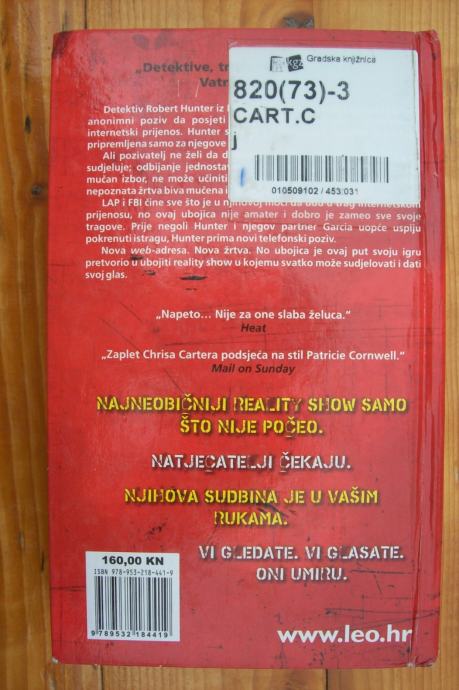 Gradska knjižnica
kgz
820(73)-3
CART.C
J
010509102 / 453031
„Detektive,
Detektiv Robert Hunter iz
anonimni poziv da posjeti
internetski prijenos. Hunter
pripremljena samo za njegove
Ali pozivatelj ne želi da
sudjeluje; odbijanje
mučan izbor, ne može učiniti
nepoznata žrtva biva mučena i
LAP i FBI čine sve što je u njihovoj moći da uđu u trag internetskom
prijenosu, no ovaj ubojica nije amater i dobro je zameo sve svoje
tragove. Prije negoli Hunter i njegov partner Garcia uopće uspiju
pokrenuti istragu, Hunter prima novi telefonski poziv.
Nova web-adresa. Nova žrtva. No ubojica je ovaj put svoju igru
pretvorio u ubojiti reality show u kojemu svatko može sudjelovati i dati
svoj glas.
„Napeto... Nije za one slaba želuca.“
Heat
„Zaplet Chrisa Cartera podsjeća na stil Patricie Cornwell.“
Mail on Sunday
NAJNEOBIČNIJI REALITY SHOW SAMO
ŠTO NIJE POČEO.
NATJECATELJI ČEKAJU.
NJIHOVA SUDBINA JE U VAŠIM
RUKAMA.
VI GLEDATE. VI GLASATE.
ONI UMIRU.
160,00 KN
ISBN 978-953-218-441-9
9 789532 184419
www.leo.hr